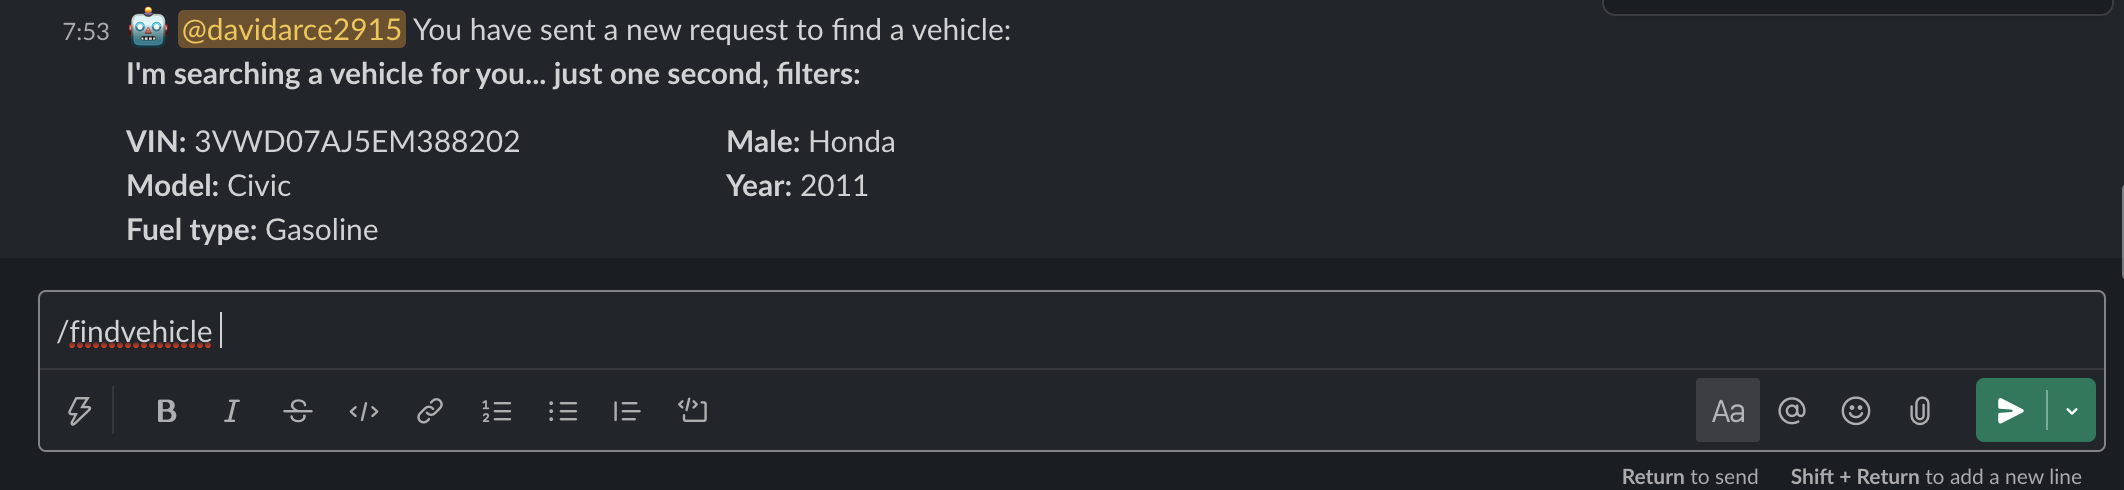 7:53 @davidarce2915 You have sent a new request to find a vehicle:
I'm searching a vehicle for you... just one second, filters:
VIN: 3VWD07AJ5EM388202 Male: Honda
Model: Civic Year: 2011
Fuel type: Gasoline
/findvehicle
B I S </> Aa @
Return to send Shift + Return to add a new line